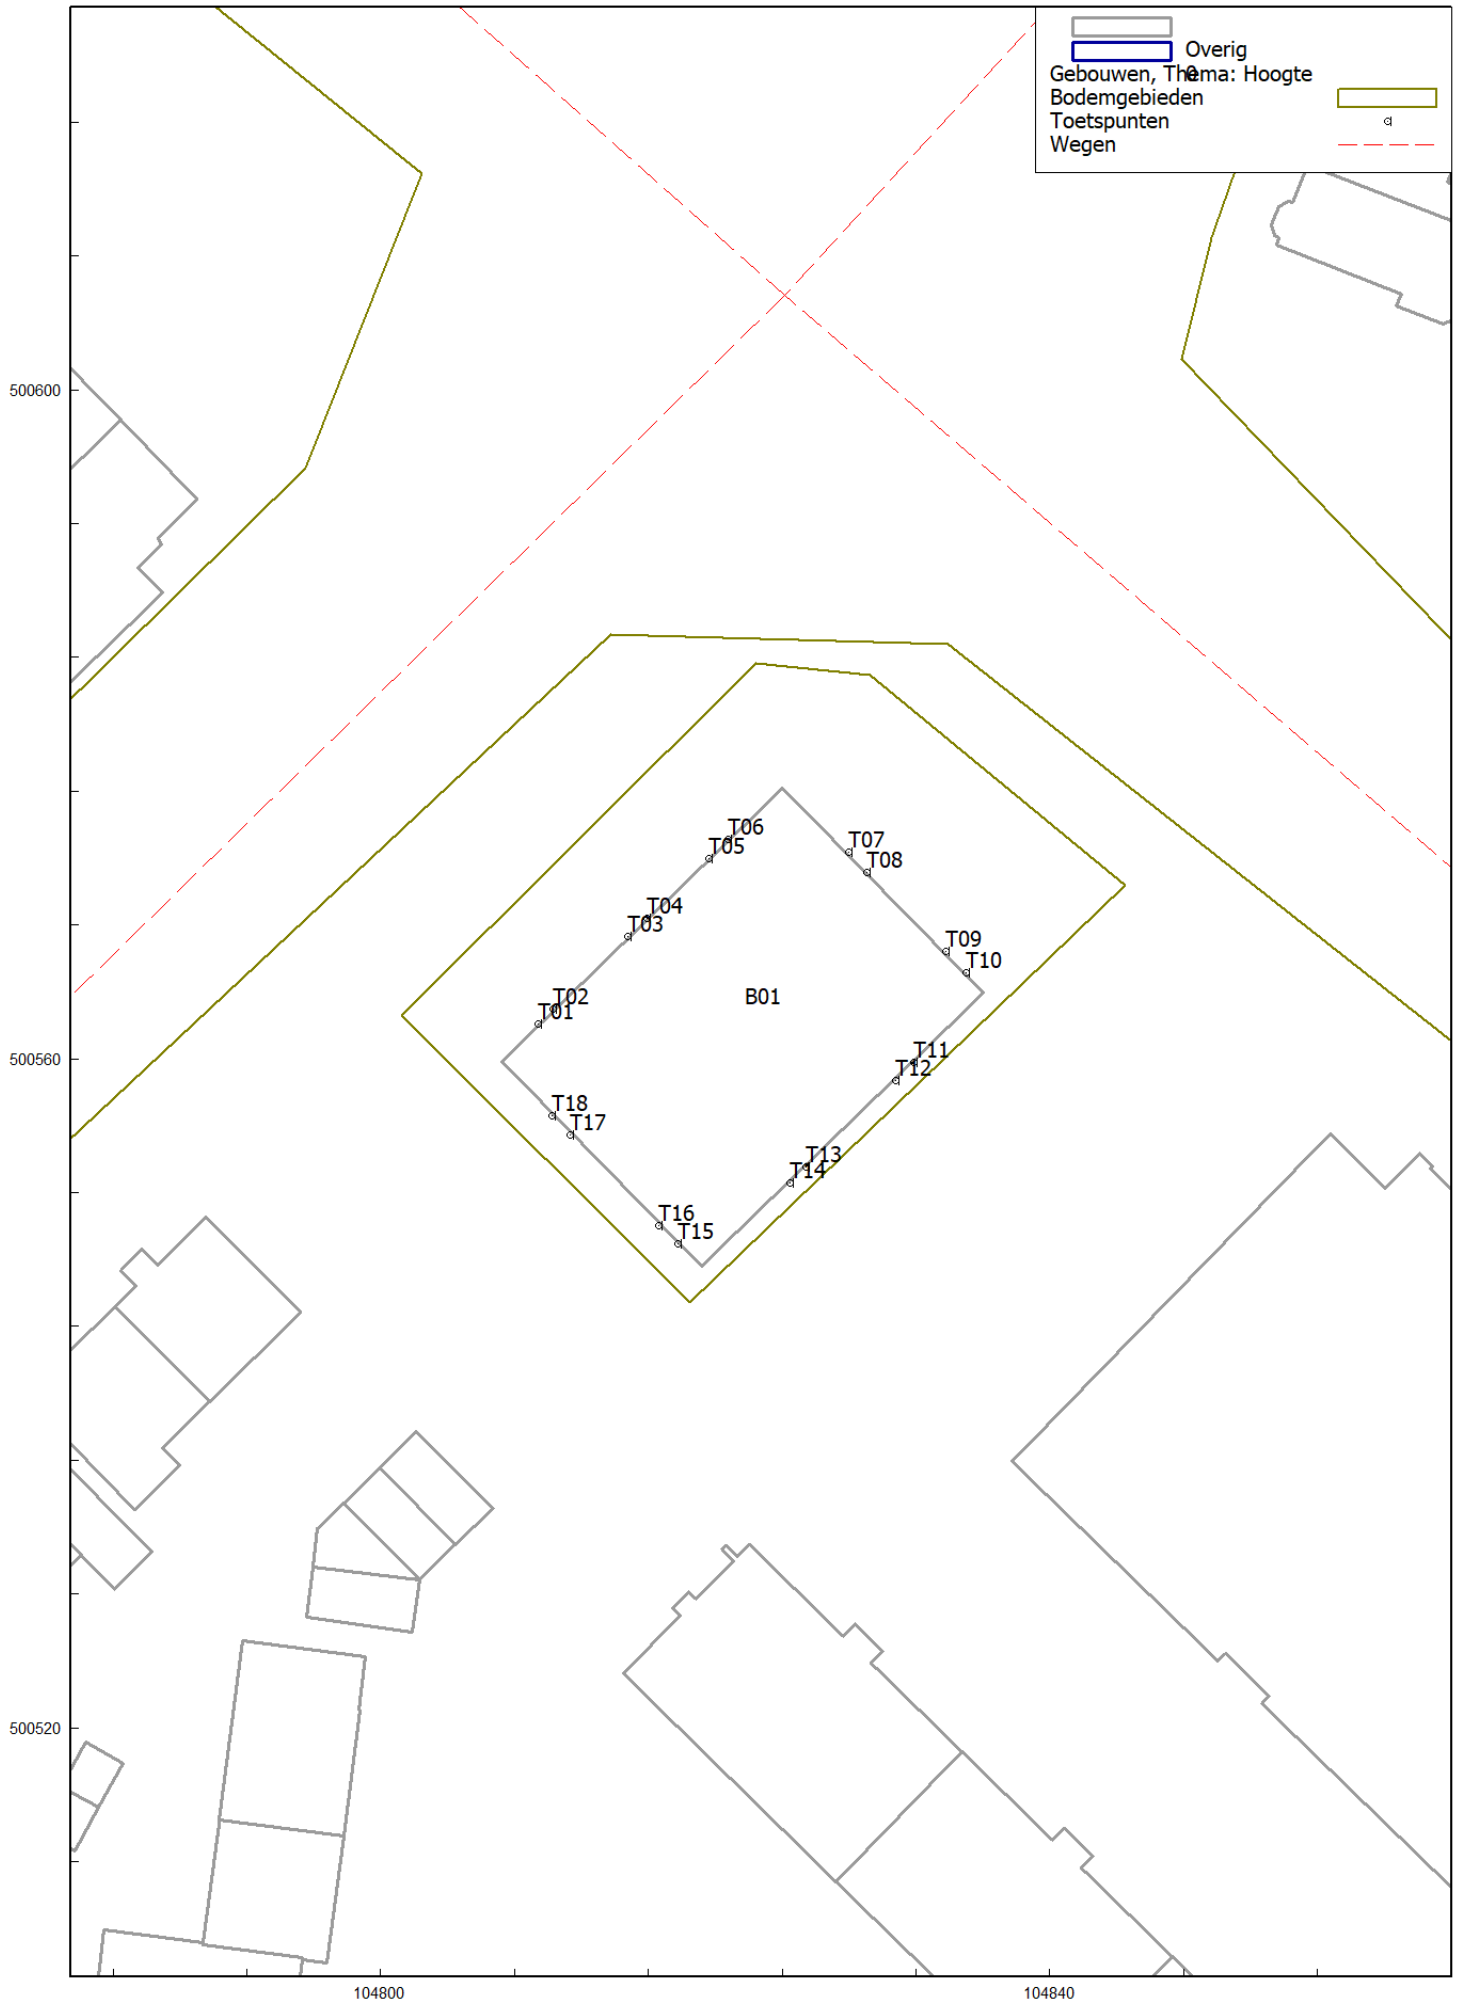 Overig
0
Gebouwen, Thema: Hoogte
Bodemgebieden
Toetspunten
Wegen
500600
T06
T05
T07
T08
T04
T03
T09
T10
T02
T01
B01
500560
T11
T12
T18
T17
T13
T14
T16
T15
500520
104800
104840